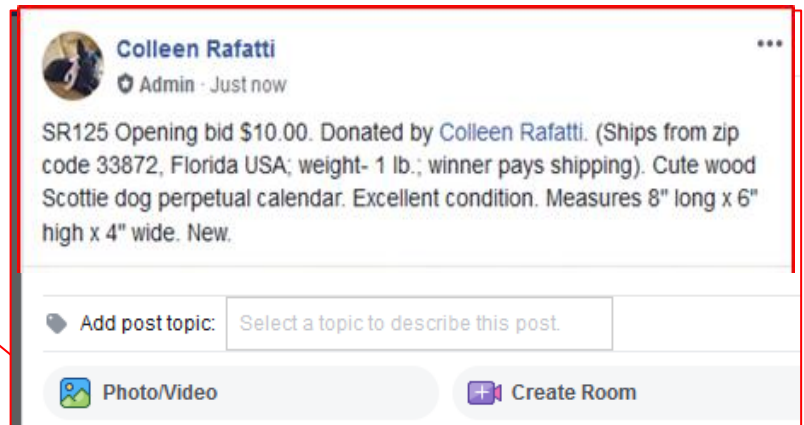 Colleen Rafatti
Admin · Just now
SR125 Opening bid $10.00. Donated by Colleen Rafatti. (Ships from zip
code 33872, Florida USA; weight- 1 lb.; winner pays shipping). Cute wood
Scottie dog perpetual calendar. Excellent condition. Measures 8" long x 6"
high x 4" wide. New.
Add post topic: Select a topic to describe this post.
Photo/Video Create Room